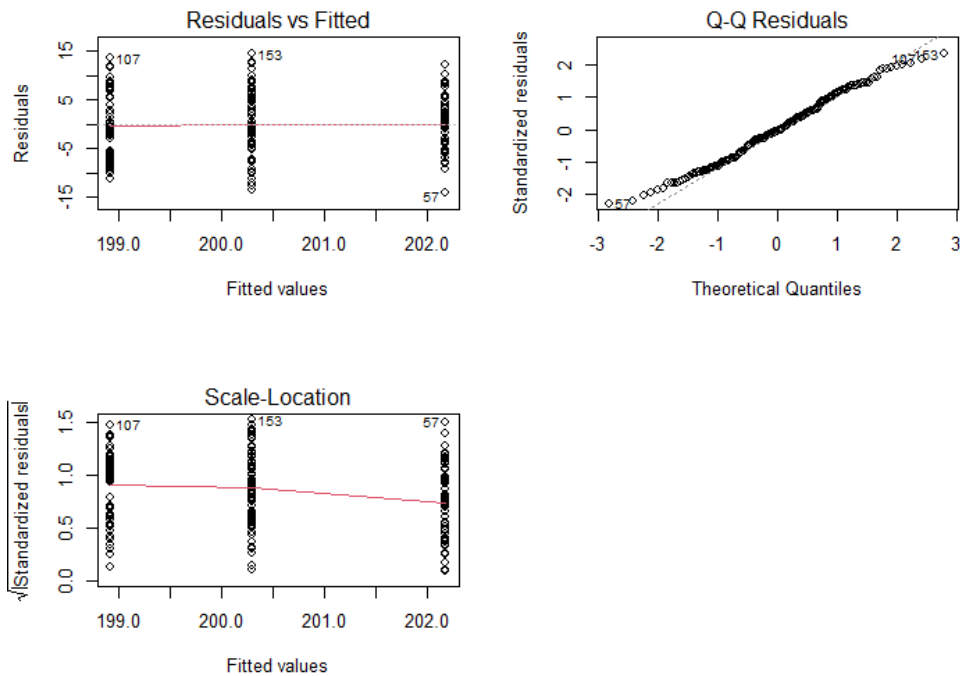 Residuals vs Fitted
Residuals
15
5
-5
-15
107
153
57
199.0 200.0 201.0 202.0
Fitted values
Q-Q Residuals
Standardized residuals
2
1
0
-1
-2
107 153
57
-3 -2 -1 0 1 2 3
Theoretical Quantiles
Scale-Location
√|Standardized residuals|
1.5
1.0
0.5
0.0
107
153
57
199.0 200.0 201.0 202.0
Fitted values